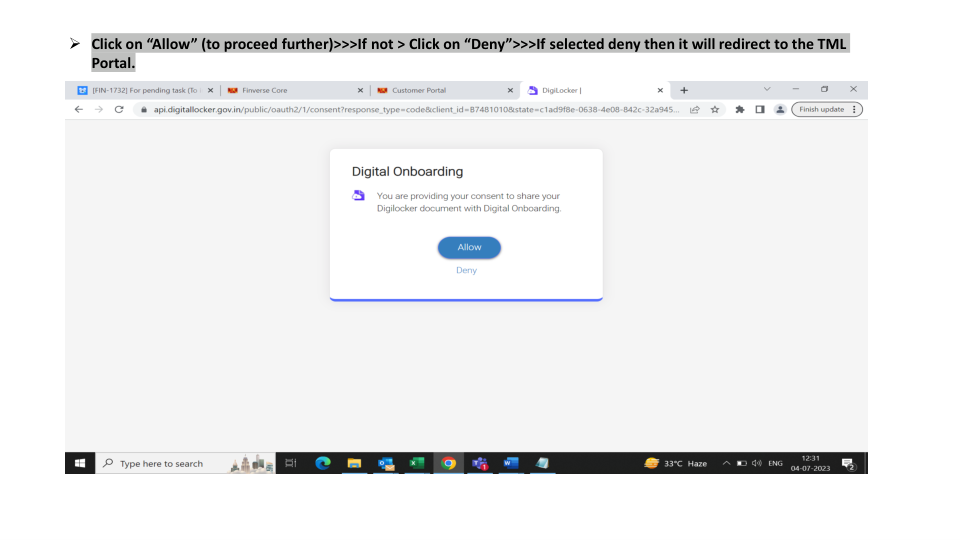 ➢ Click on “Allow” (to proceed further)>>>If not > Click on “Deny”>>>If selected deny then it will redirect to the TML
Portal.
[FIN-1732] For pending task (To
Finverse Core
Customer Portal
DigiLocker |
api.digitallocker.gov.in/public/oauth2/1/consent?response_type=code&client_id=87481010&state=c1ad9f8e-0638-4e08-842c-32a945...
Finish update
Digital Onboarding
You are providing your consent to share your
Digilocker document with Digital Onboarding.
Allow
Deny
Type here to search
33°C Haze
ENG
12:31
04-07-2023
2